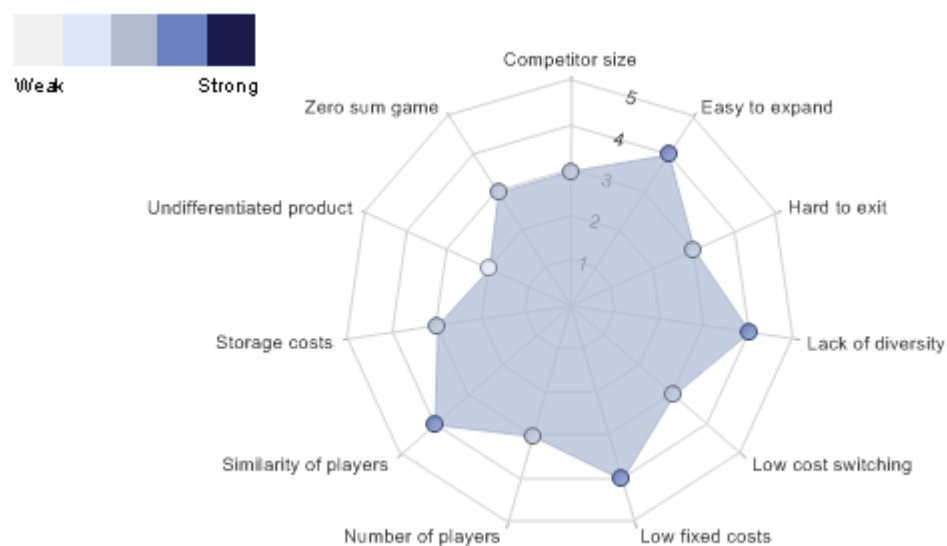 Weak Strong
Competitor size
Zero sum game
5
Easy to expand
4
3
Undifferentiated product
Hard to exit
2
1
Storage costs
Lack of diversity
Similarity of players
Low cost switching
Number of players
Low fixed costs